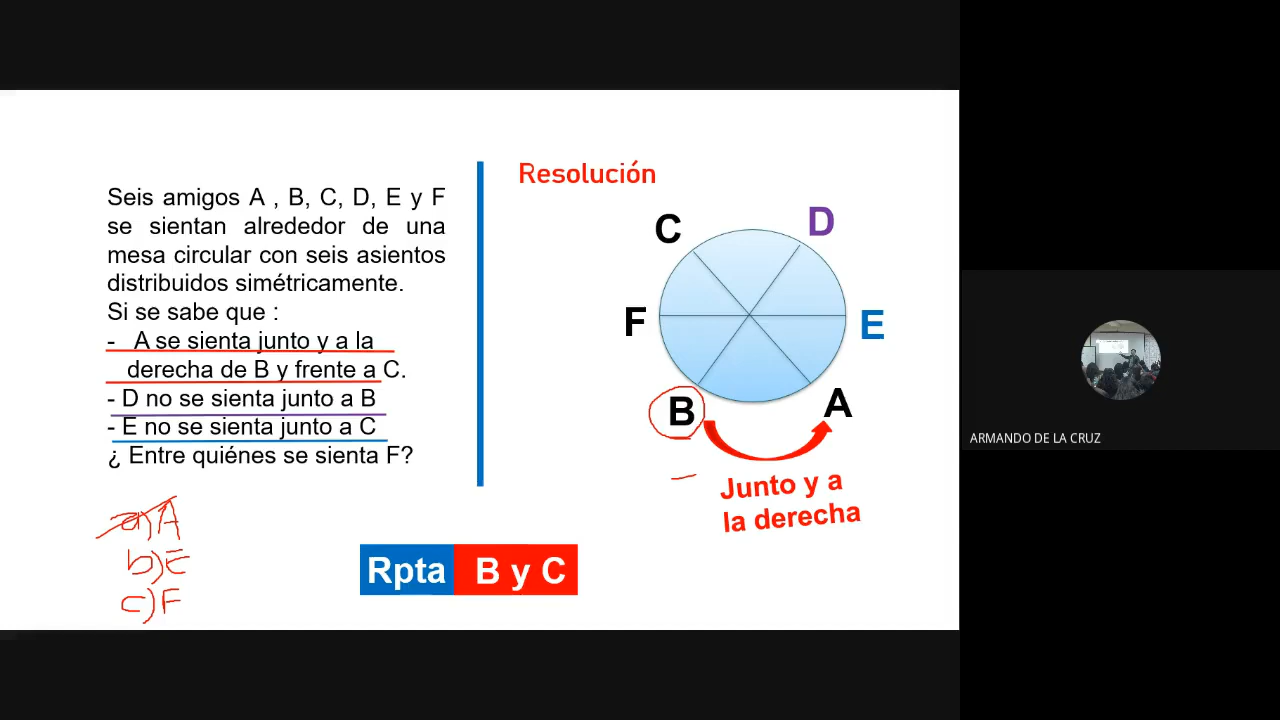 Seis amigos A , B, C, D, E y F
se sientan alrededor de una
mesa circular con seis asientos
distribuidos simétricamente.
Si se sabe que :
- A se sienta junto y a la
derecha de B y frente a C.
- D no se sienta junto a B
- E no se sienta junto a C
¿ Entre quiénes se sienta F?
a) A
b) E
c) F
Resolución
C
D
F
E
B
A
Junto y a
la derecha
Rpta B y C
ARMANDO DE LA CRUZ